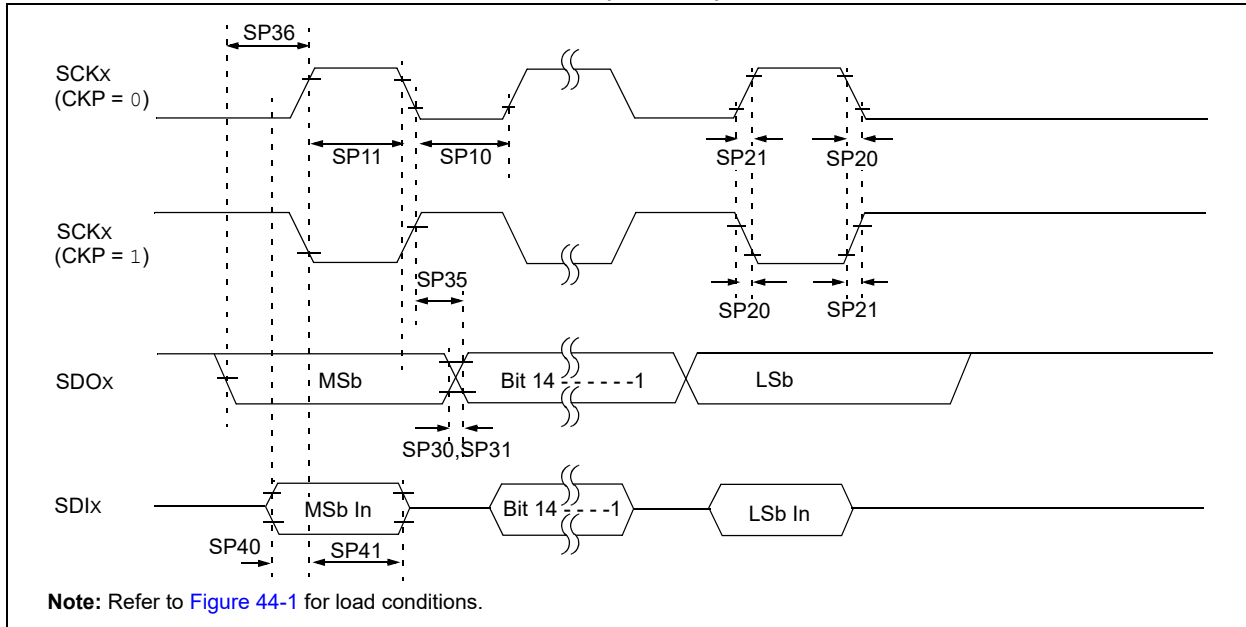 SP36
SCKx
(CKP = 0)
SP11
SP10
SP21
SP20
SCKx
(CKP = 1)
SP35
SP20
SP21
SDOx
MSb
Bit 14 - - - - - -1
LSb
SP30,SP31
SDIx
MSb In
Bit 14 - - - -1
LSb In
SP40
SP41
Note: Refer to Figure 44-1 for load conditions.